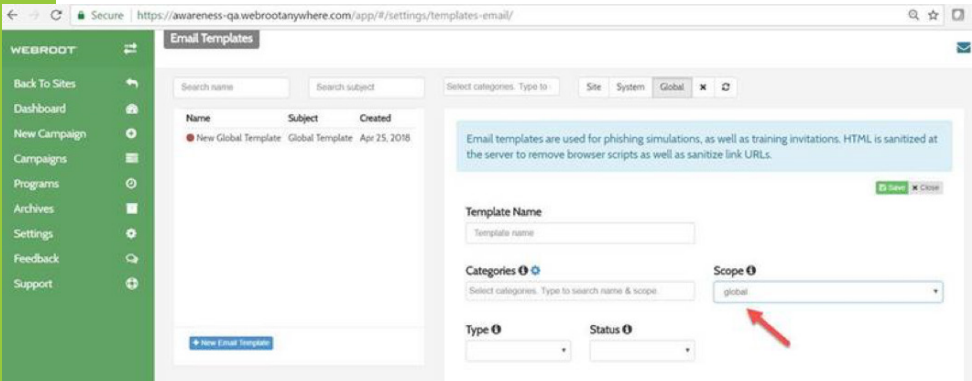 Secure | https://awareness-qa.webrootanywhere.com/app/#/settings/templates-email/
WEBROOT
Back To Sites
Dashboard
New Campaign
Campaigns
Programs
Archives
Settings
Feedback
Support
Email Templates
Search name
Search subject
Select categories. Type to
Site System Global
Name Subject Created
New Global Template Global Template Apr 25, 2018
+ New Email Template
Email templates are used for phishing simulations, as well as training invitations. HTML is sanitized at
the server to remove browser scripts as well as sanitize link URLs.
Save × Close
Template Name
Template name
Categories
Select categories. Type to search name & scope.
Scope
global
Type
Status